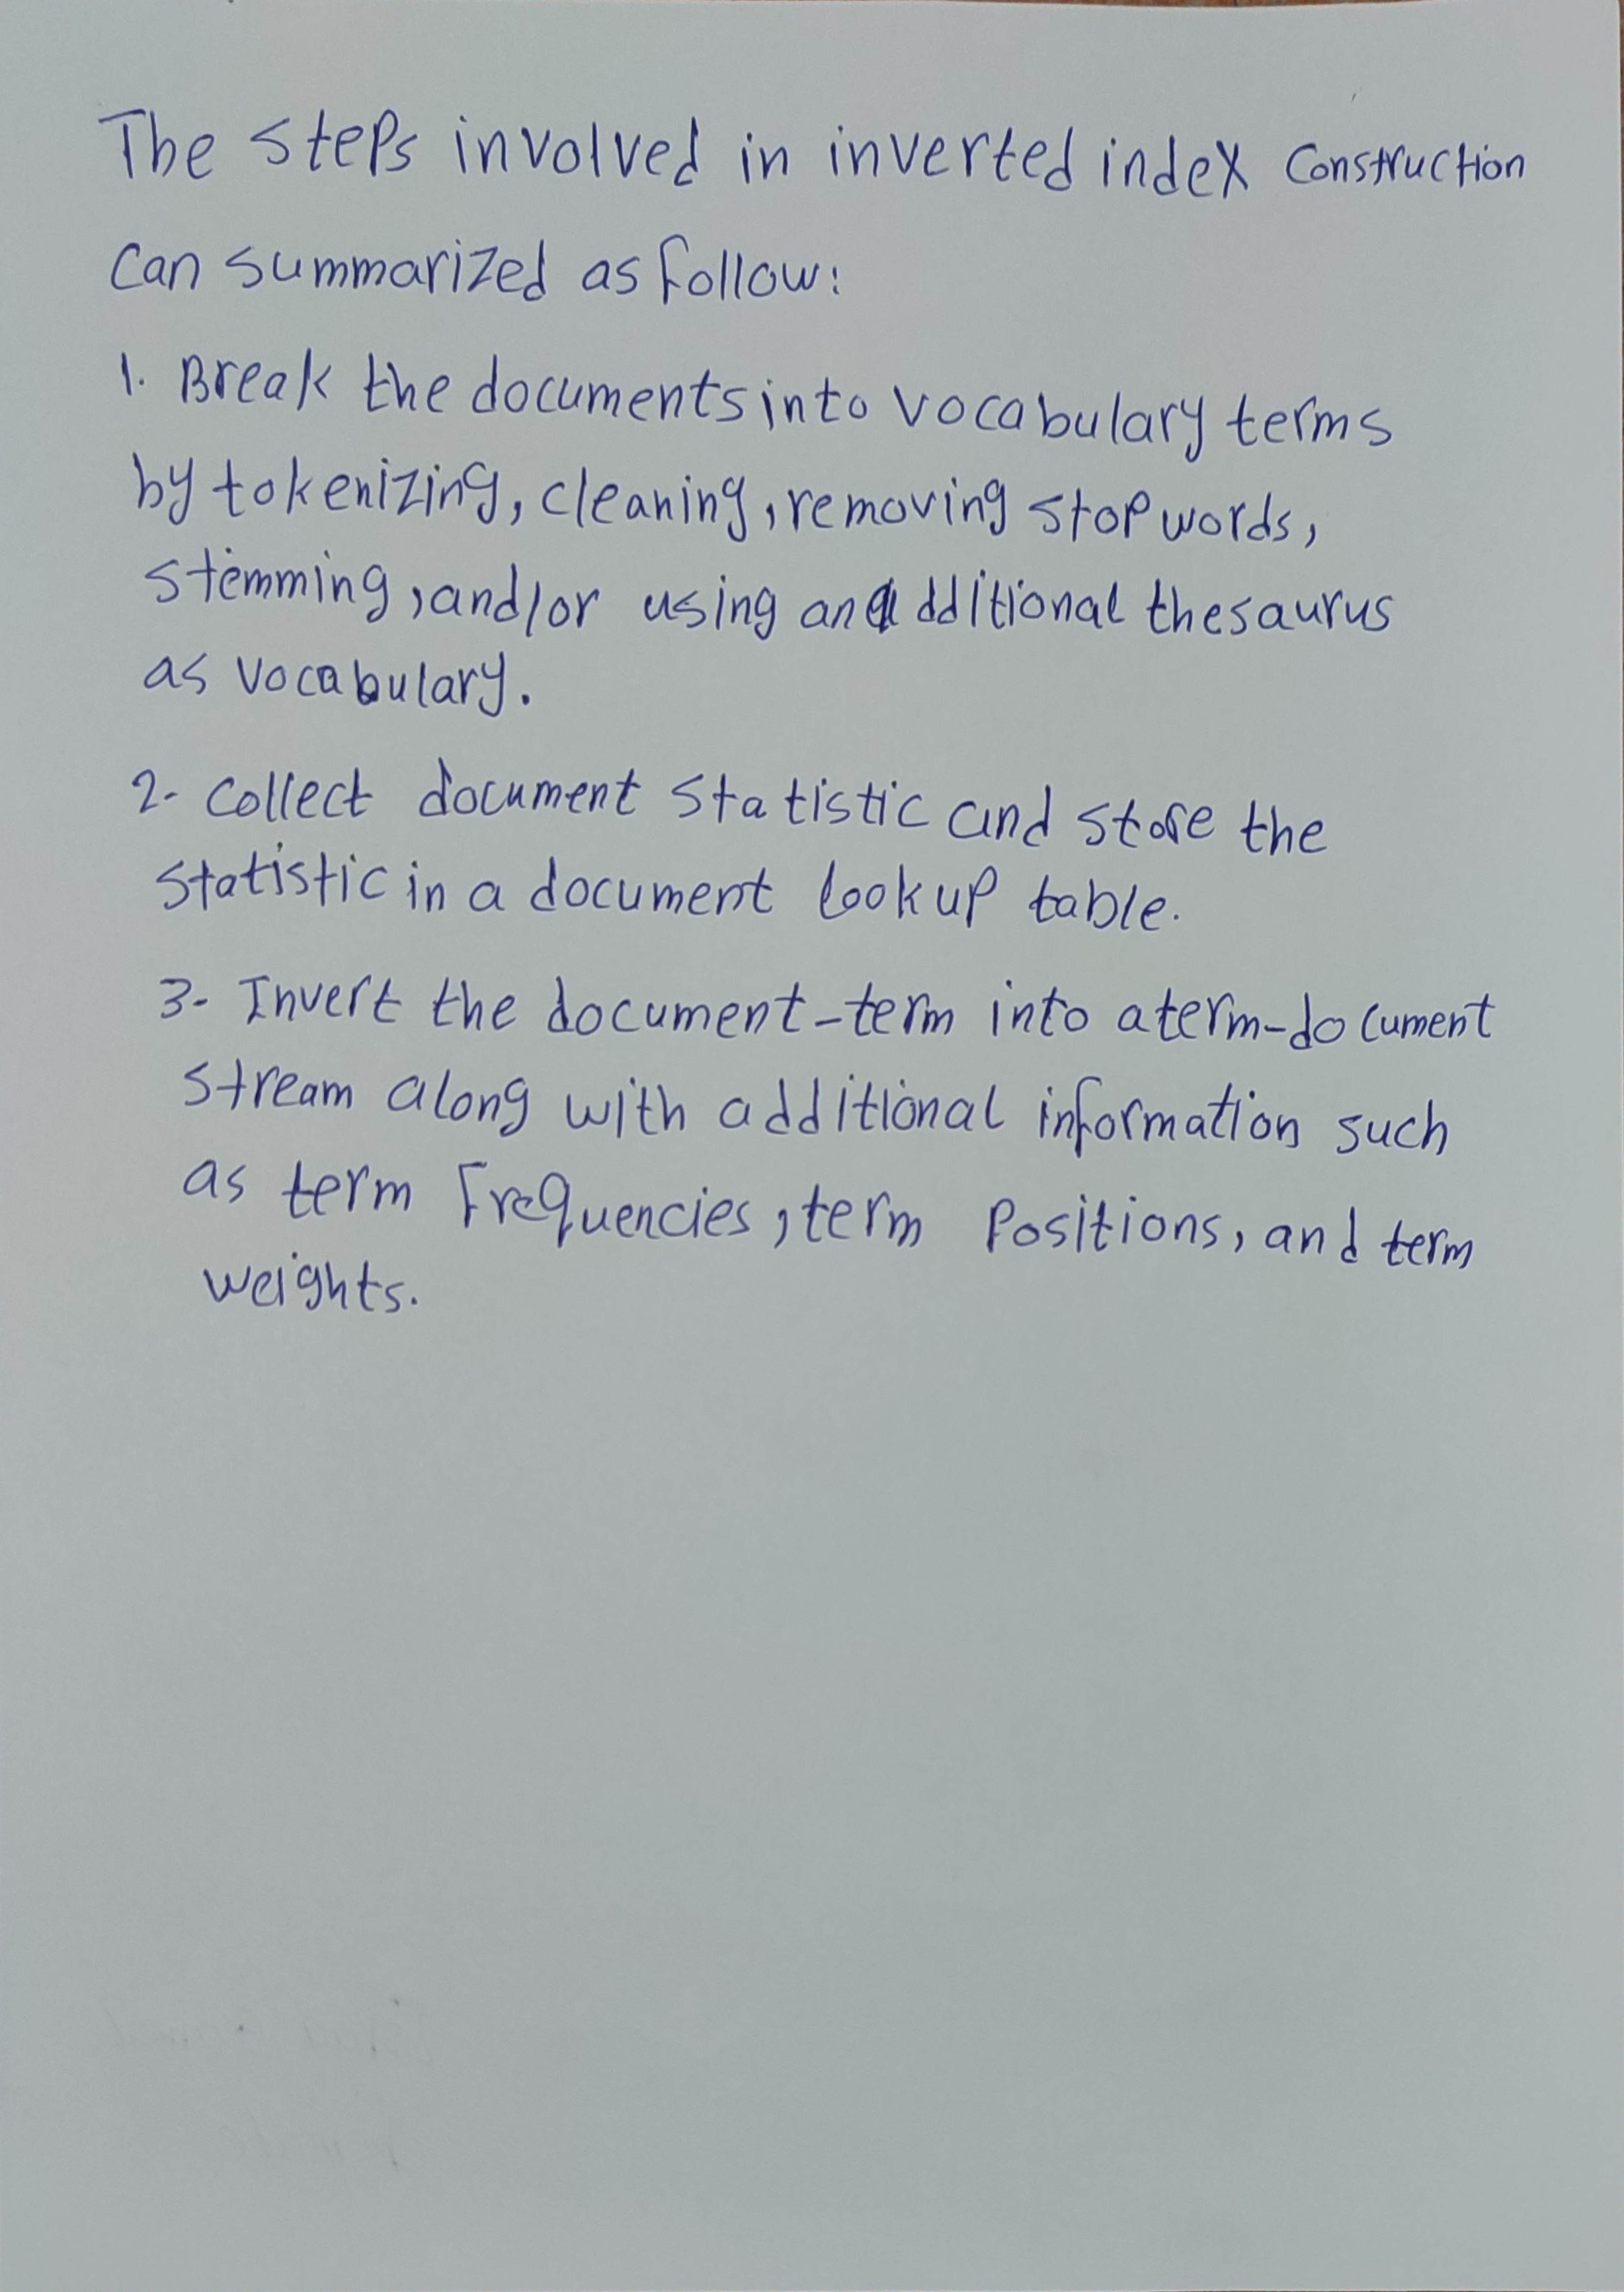 The steps involved in inverted index construction
can summarized as follow:
1. Break the documents into vocabulary terms
by tokenizing, cleaning, removing stop words,
stemming, and/or using an additional thesaurus
as vocabulary.
2- Collect document statistic and store the
statistic in a document lookup table.
3- Invert the document-term into a term-document
stream along with additional information such
as term frequencies, term positions, and term
weights.